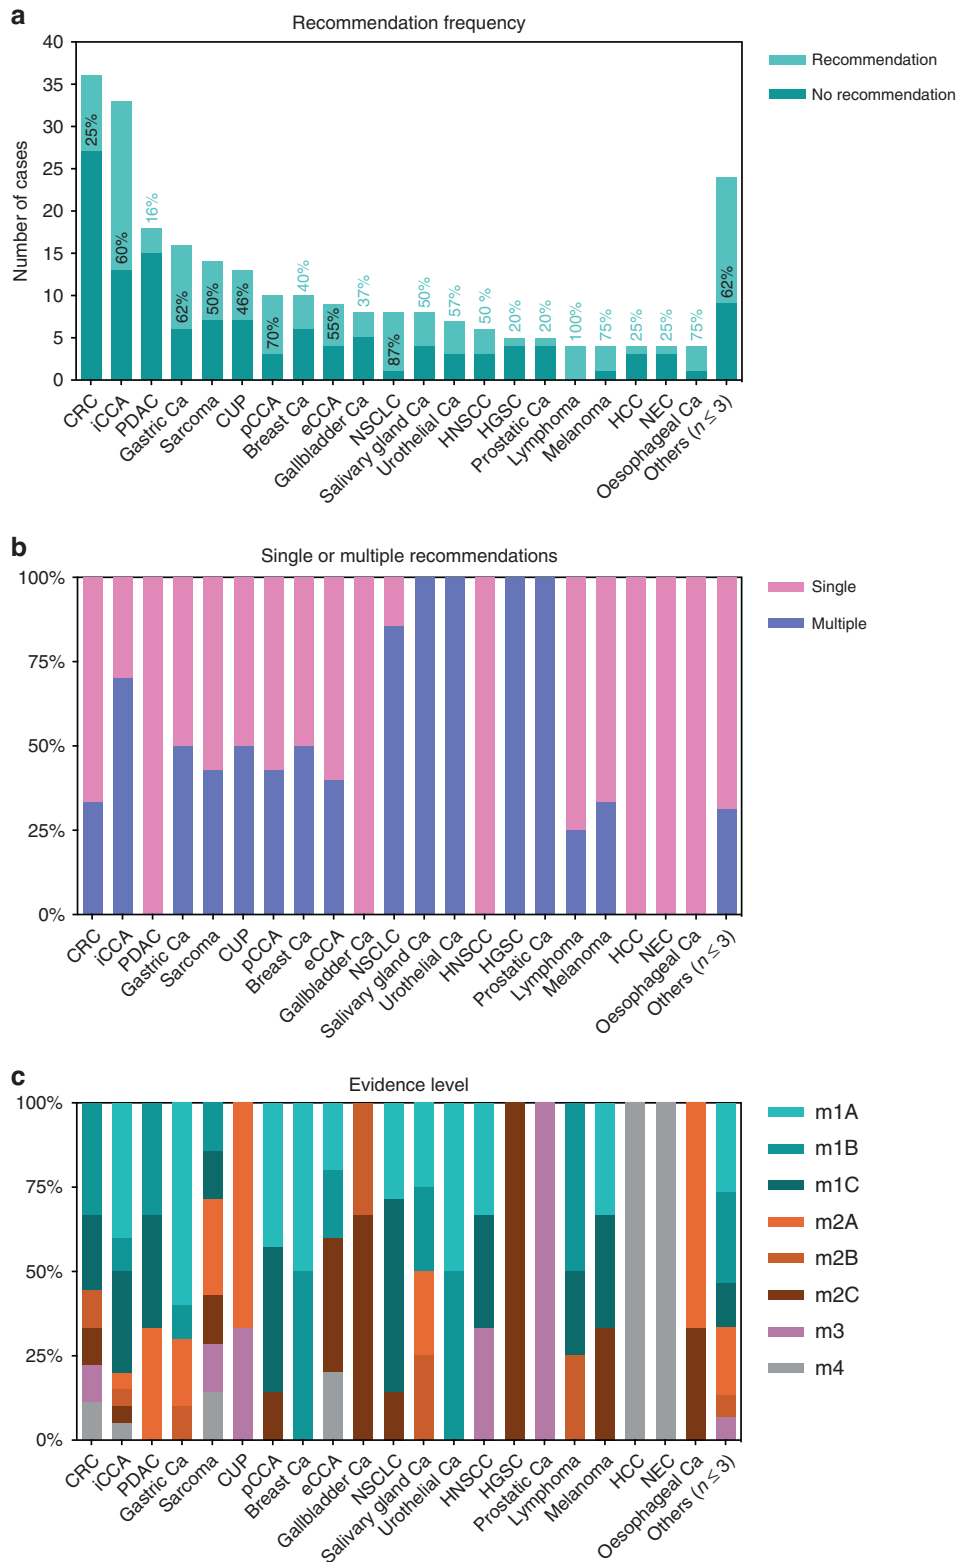 a
Recommendation frequency
Number of cases
40
35
30
25
20
15
10
5
0
25%
60%
16%
62%
50%
46%
70%
40%
55%
37%
87%
50%
57%
50 %
20%
20%
100%
75%
25%
25%
75%
62%
CRC
iCCA
PDAC
Gastric Ca
Sarcoma
CUP
pCCA
Breast Ca
eCCA
Gallbladder Ca
NSCLC
Salivary gland Ca
Urothelial Ca
HNSCC
HGSC
Prostatic Ca
Lymphoma
Melanoma
HCC
NEC
Oesophageal Ca
Others (n ≤ 3)
Recommendation
No recommendation
b
Single or multiple recommendations
100%
75%
50%
25%
0%
CRC
iCCA
PDAC
Gastric Ca
Sarcoma
CUP
pCCA
Breast Ca
eCCA
Gallbladder Ca
NSCLC
Salivary gland Ca
Urothelial Ca
HNSCC
HGSC
Prostatic Ca
Lymphoma
Melanoma
HCC
NEC
Oesophageal Ca
Others (n ≤ 3)
Single
Multiple
c
Evidence level
100%
75%
50%
25%
0%
CRC
iCCA
PDAC
Gastric Ca
Sarcoma
CUP
pCCA
Breast Ca
eCCA
Gallbladder Ca
NSCLC
Salivary gland Ca
Urothelial Ca
HNSCC
HGSC
Prostatic Ca
Lymphoma
Melanoma
HCC
NEC
Oesophageal Ca
Others (n ≤ 3)
m1A
m1B
m1C
m2A
m2B
m2C
m3
m4